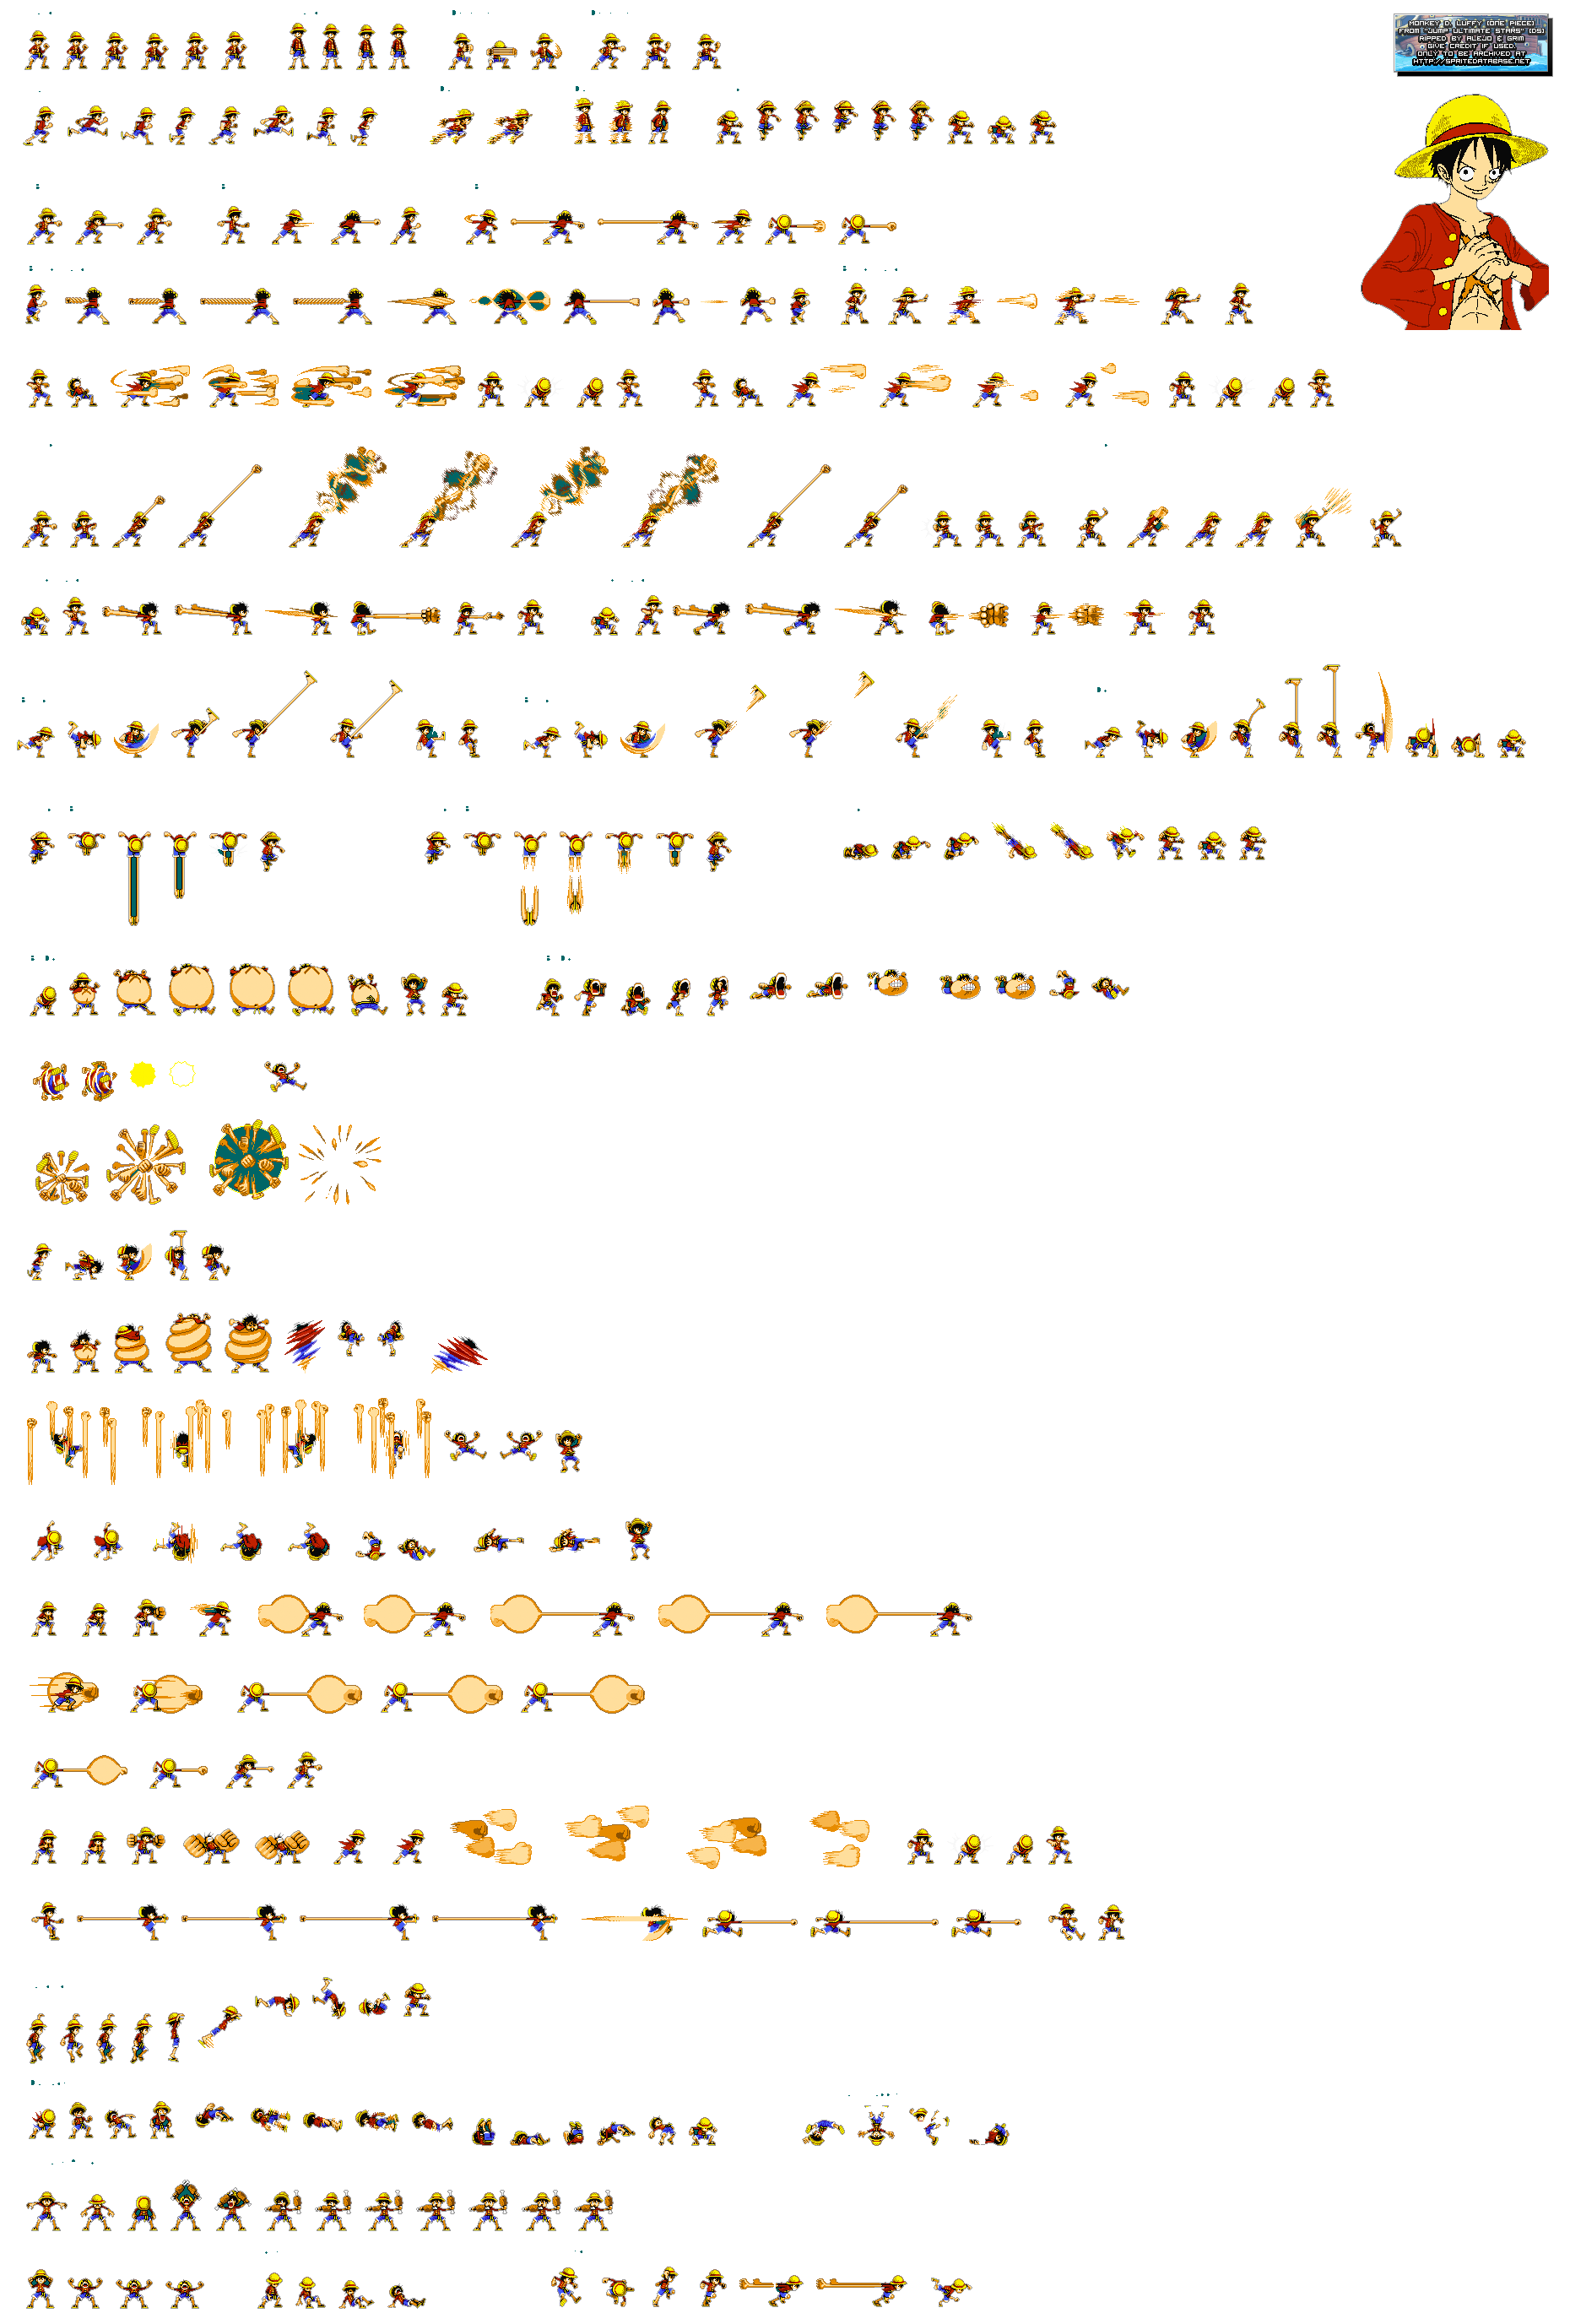 MONKEY D. LUFFY (ONE PIECE)
FROM "JUMP ULTIMATE STARS" (DS)
RIPPED BY ALEJO & GRIM
A GIVE CREDIT IF USED.
ONLY TO BE ARCHIVED AT
HTTP://SPRITEDATABASE.NET